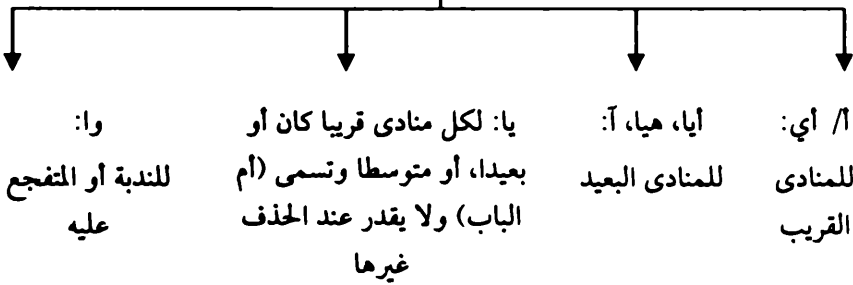 أ/ أي:
للمنادى
القريب
أيا، هيا، آ:
للمنادى البعيد
يا: لكل منادى قريبا كان أو
بعيدا، أو متوسطا وتسمى (أم
الباب) ولا يقدر عند الحذف
غيرها
وا:
للندبة أو المتفجع
عليه